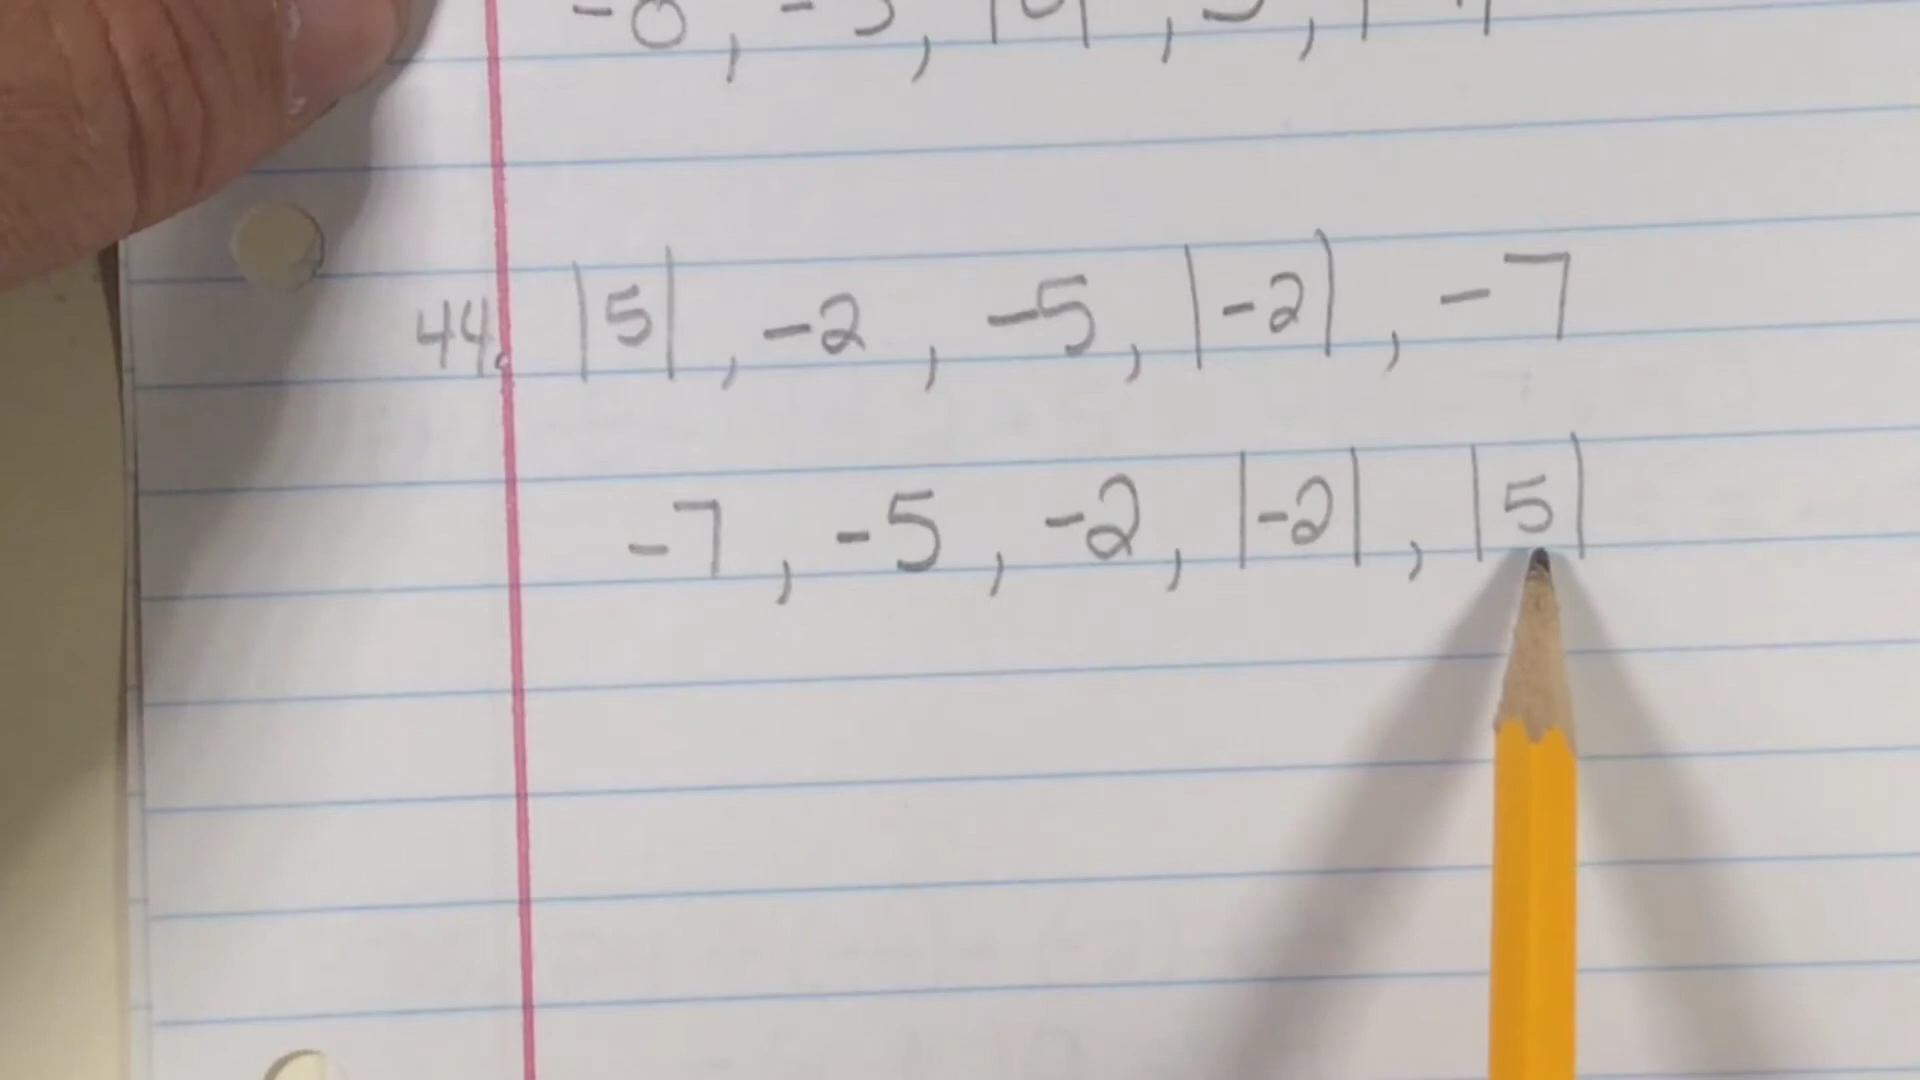 44. |5|, -2, -5, |-2|, -7
-7, -5, -2, |-2|, |5|